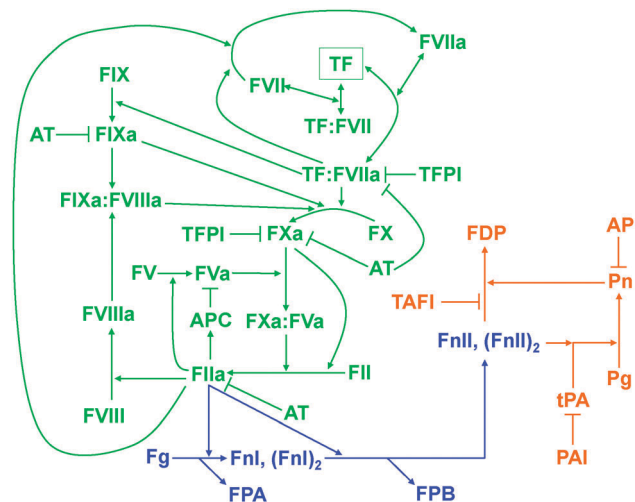 FVIIa
TF
FVII
FIX
TF:FVII
AT
FIXa
TF:FVIIa
TFPI
FIXa:FVIIIa
FX
TFPI
FXa
FDP
AP
AT
FV
FVa
Pn
TAFI
FVIIIa
APC
FXa:FVa
FnII, (FnII)2
FIIa
FII
Pg
tPA
FVIII
AT
Fg
FnI, (FnI)2
PAI
FPA
FPB